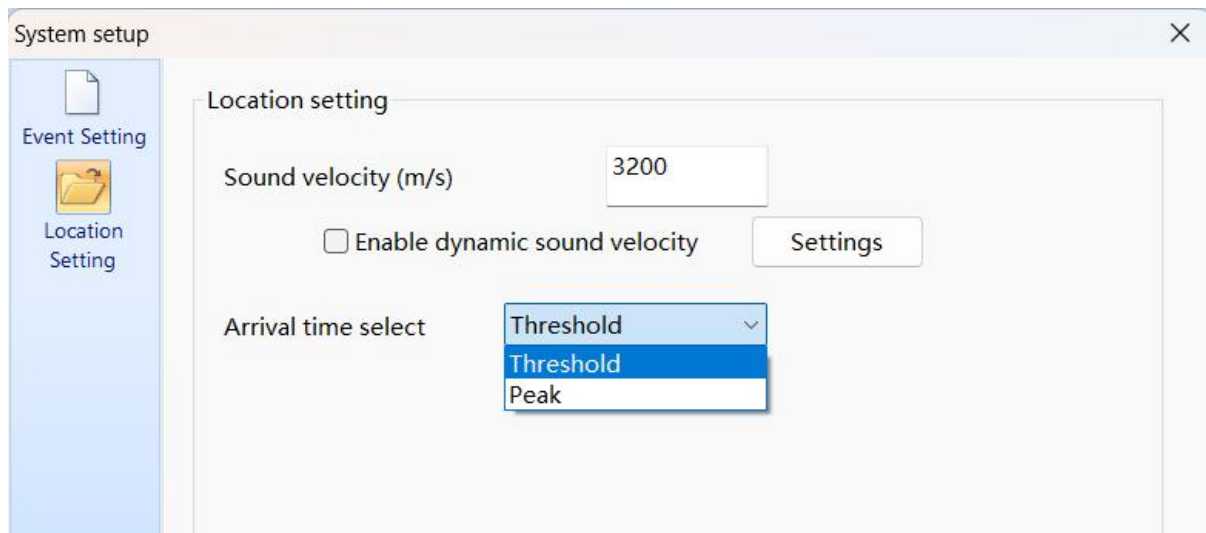 System setup
Event Setting
Location
Setting
Location setting
Sound velocity (m/s)
3200
Enable dynamic sound velocity
Settings
Arrival time select
Threshold
Threshold
Peak